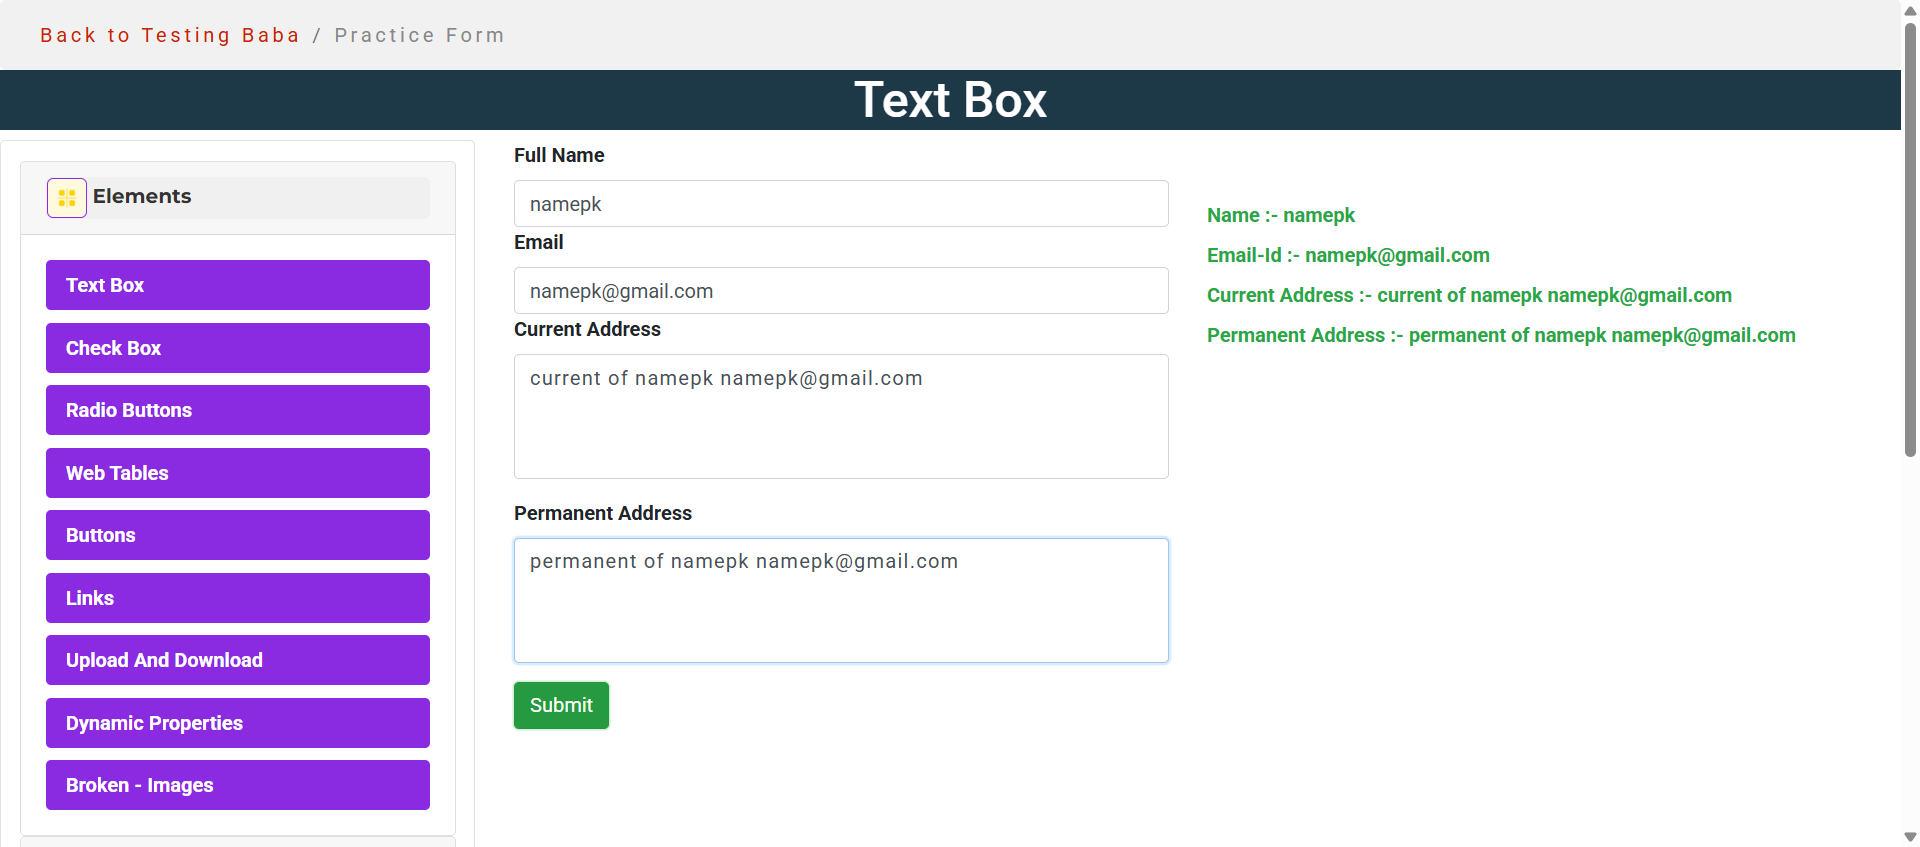 Back to Testing Baba / Practice Form
Text Box
Elements
Text Box
Check Box
Radio Buttons
Web Tables
Buttons
Links
Upload And Download
Dynamic Properties
Broken - Images
Full Name
namepk
Email
namepk@gmail.com
Current Address
current of namepk namepk@gmail.com
Permanent Address
permanent of namepk namepk@gmail.com
Submit
Name :- namepk
Email-Id :- namepk@gmail.com
Current Address :- current of namepk namepk@gmail.com
Permanent Address :- permanent of namepk namepk@gmail.com